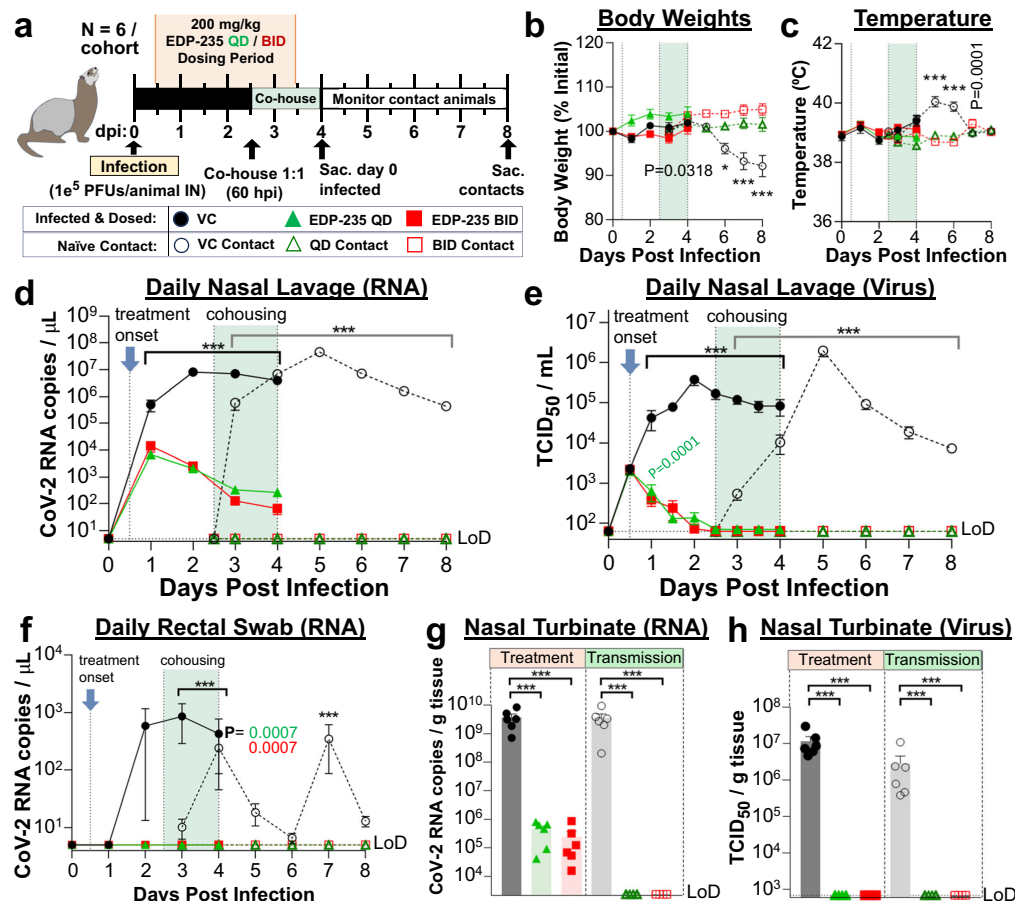 a
N = 6 /
cohort
200 mg/kg
EDP-235 QD / BID
Dosing Period
Co-house
Monitor contact animals
dpi:
0
2
4
8
Infection
(1e5 PFUs/animal IN)
Co-house 1:1
(60 hpi)
Sac. day 0
infected
Sac.
contacts
Infected & Dosed:
VC
EDP-235 QD
EDP-235 BID
Naïve Contact:
VC Contact
QD Contact
BID Contact
b
Body Weights
Body Weight (% Initial)
120
110
100
90
80
P=0.0318
*
***
***
0 2 4 6 8
Days Post Infection
c
Temperature
Temperature (ºC)
42
40
38
36
***
***
P=0.0001
0 2 4 6 8
Days Post Infection
d
Daily Nasal Lavage (RNA)
CoV-2 RNA copies / µL
109
108
107
106
105
104
103
102
101
treatment
onset
cohousing
***
***
LoD
0 1 2 3 4 5 6 7 8
Days Post Infection
e
Daily Nasal Lavage (Virus)
TCID50 / mL
107
106
105
104
103
102
treatment
onset
cohousing
***
***
P=0.0001
LoD
0 1 2 3 4 5 6 7 8
Days Post Infection
f
Daily Rectal Swab (RNA)
CoV-2 RNA copies / µL
104
103
102
101
treatment
onset
cohousing
***
P= 0.0007
0.0007
***
LoD
0 1 2 3 4 5 6 7 8
Days Post Infection
g
Nasal Turbinate (RNA)
Treatment
Transmission
***
***
***
***
CoV-2 RNA copies / g tissue
1010
109
108
107
106
105
104
103
LoD
h
Nasal Turbinate (Virus)
Treatment
Transmission
***
***
***
***
TCID50 / g tissue
108
107
106
105
104
103
LoD